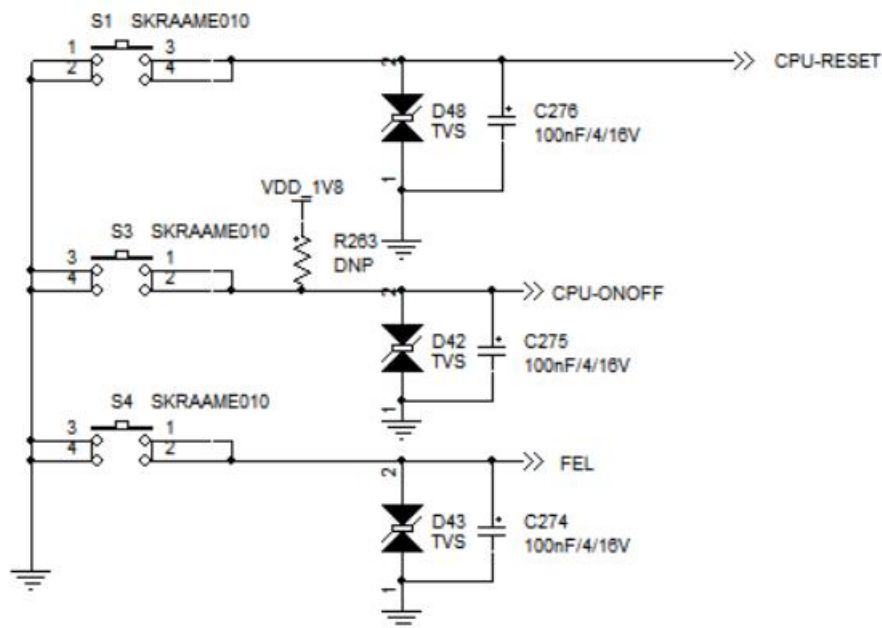 S1 SKRAAME010
1 3
2 4
2
CPU-RESET
D48
TVS
C276
100nF/4/16V
1
VDD_1V8
S3 SKRAAME010
R263
DNP
3 1
4 2
2
CPU-ONOFF
D42
TVS
C275
100nF/4/16V
1
S4 SKRAAME010
3 1
4 2
2
FEL
D43
TVS
C274
100nF/4/16V
1